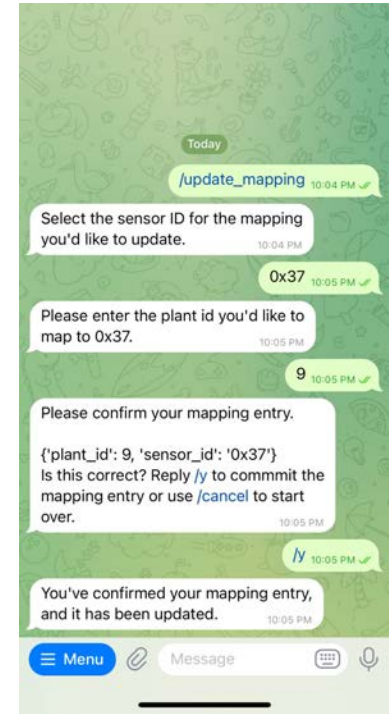 Today
/update_mapping 10:04 PM
Select the sensor ID for the mapping
you'd like to update.
10:04 PM
0x37 10:05 PM
Please enter the plant id you'd like to
map to 0x37.
10:05 PM
9 10:05 PM
Please confirm your mapping entry.
{'plant_id': 9, 'sensor_id': '0x37'}
Is this correct? Reply /y to commmit the
mapping entry or use /cancel to start
over.
10:05 PM
/y 10:05 PM
You've confirmed your mapping entry,
and it has been updated.
10:05 PM
Menu Message